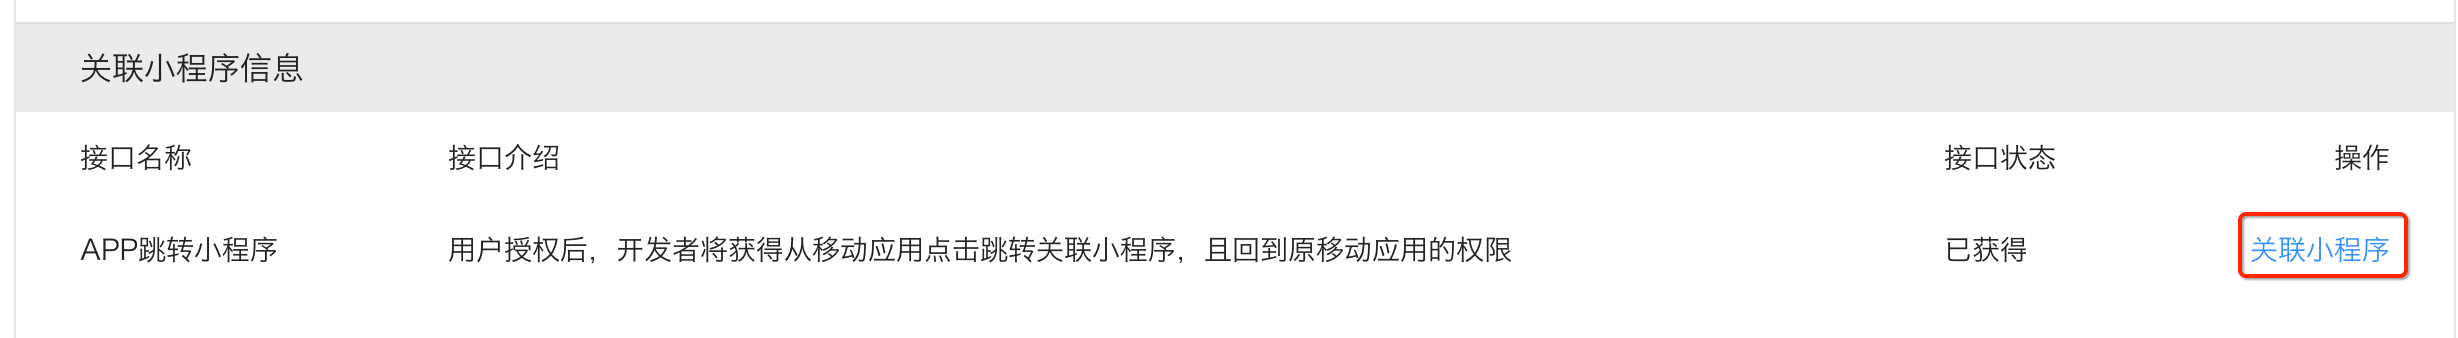 关联小程序信息
接口名称 接口介绍 接口状态 操作
APP跳转小程序 用户授权后，开发者将获得从移动应用点击跳转关联小程序，且回到原移动应用的权限 已获得 关联小程序